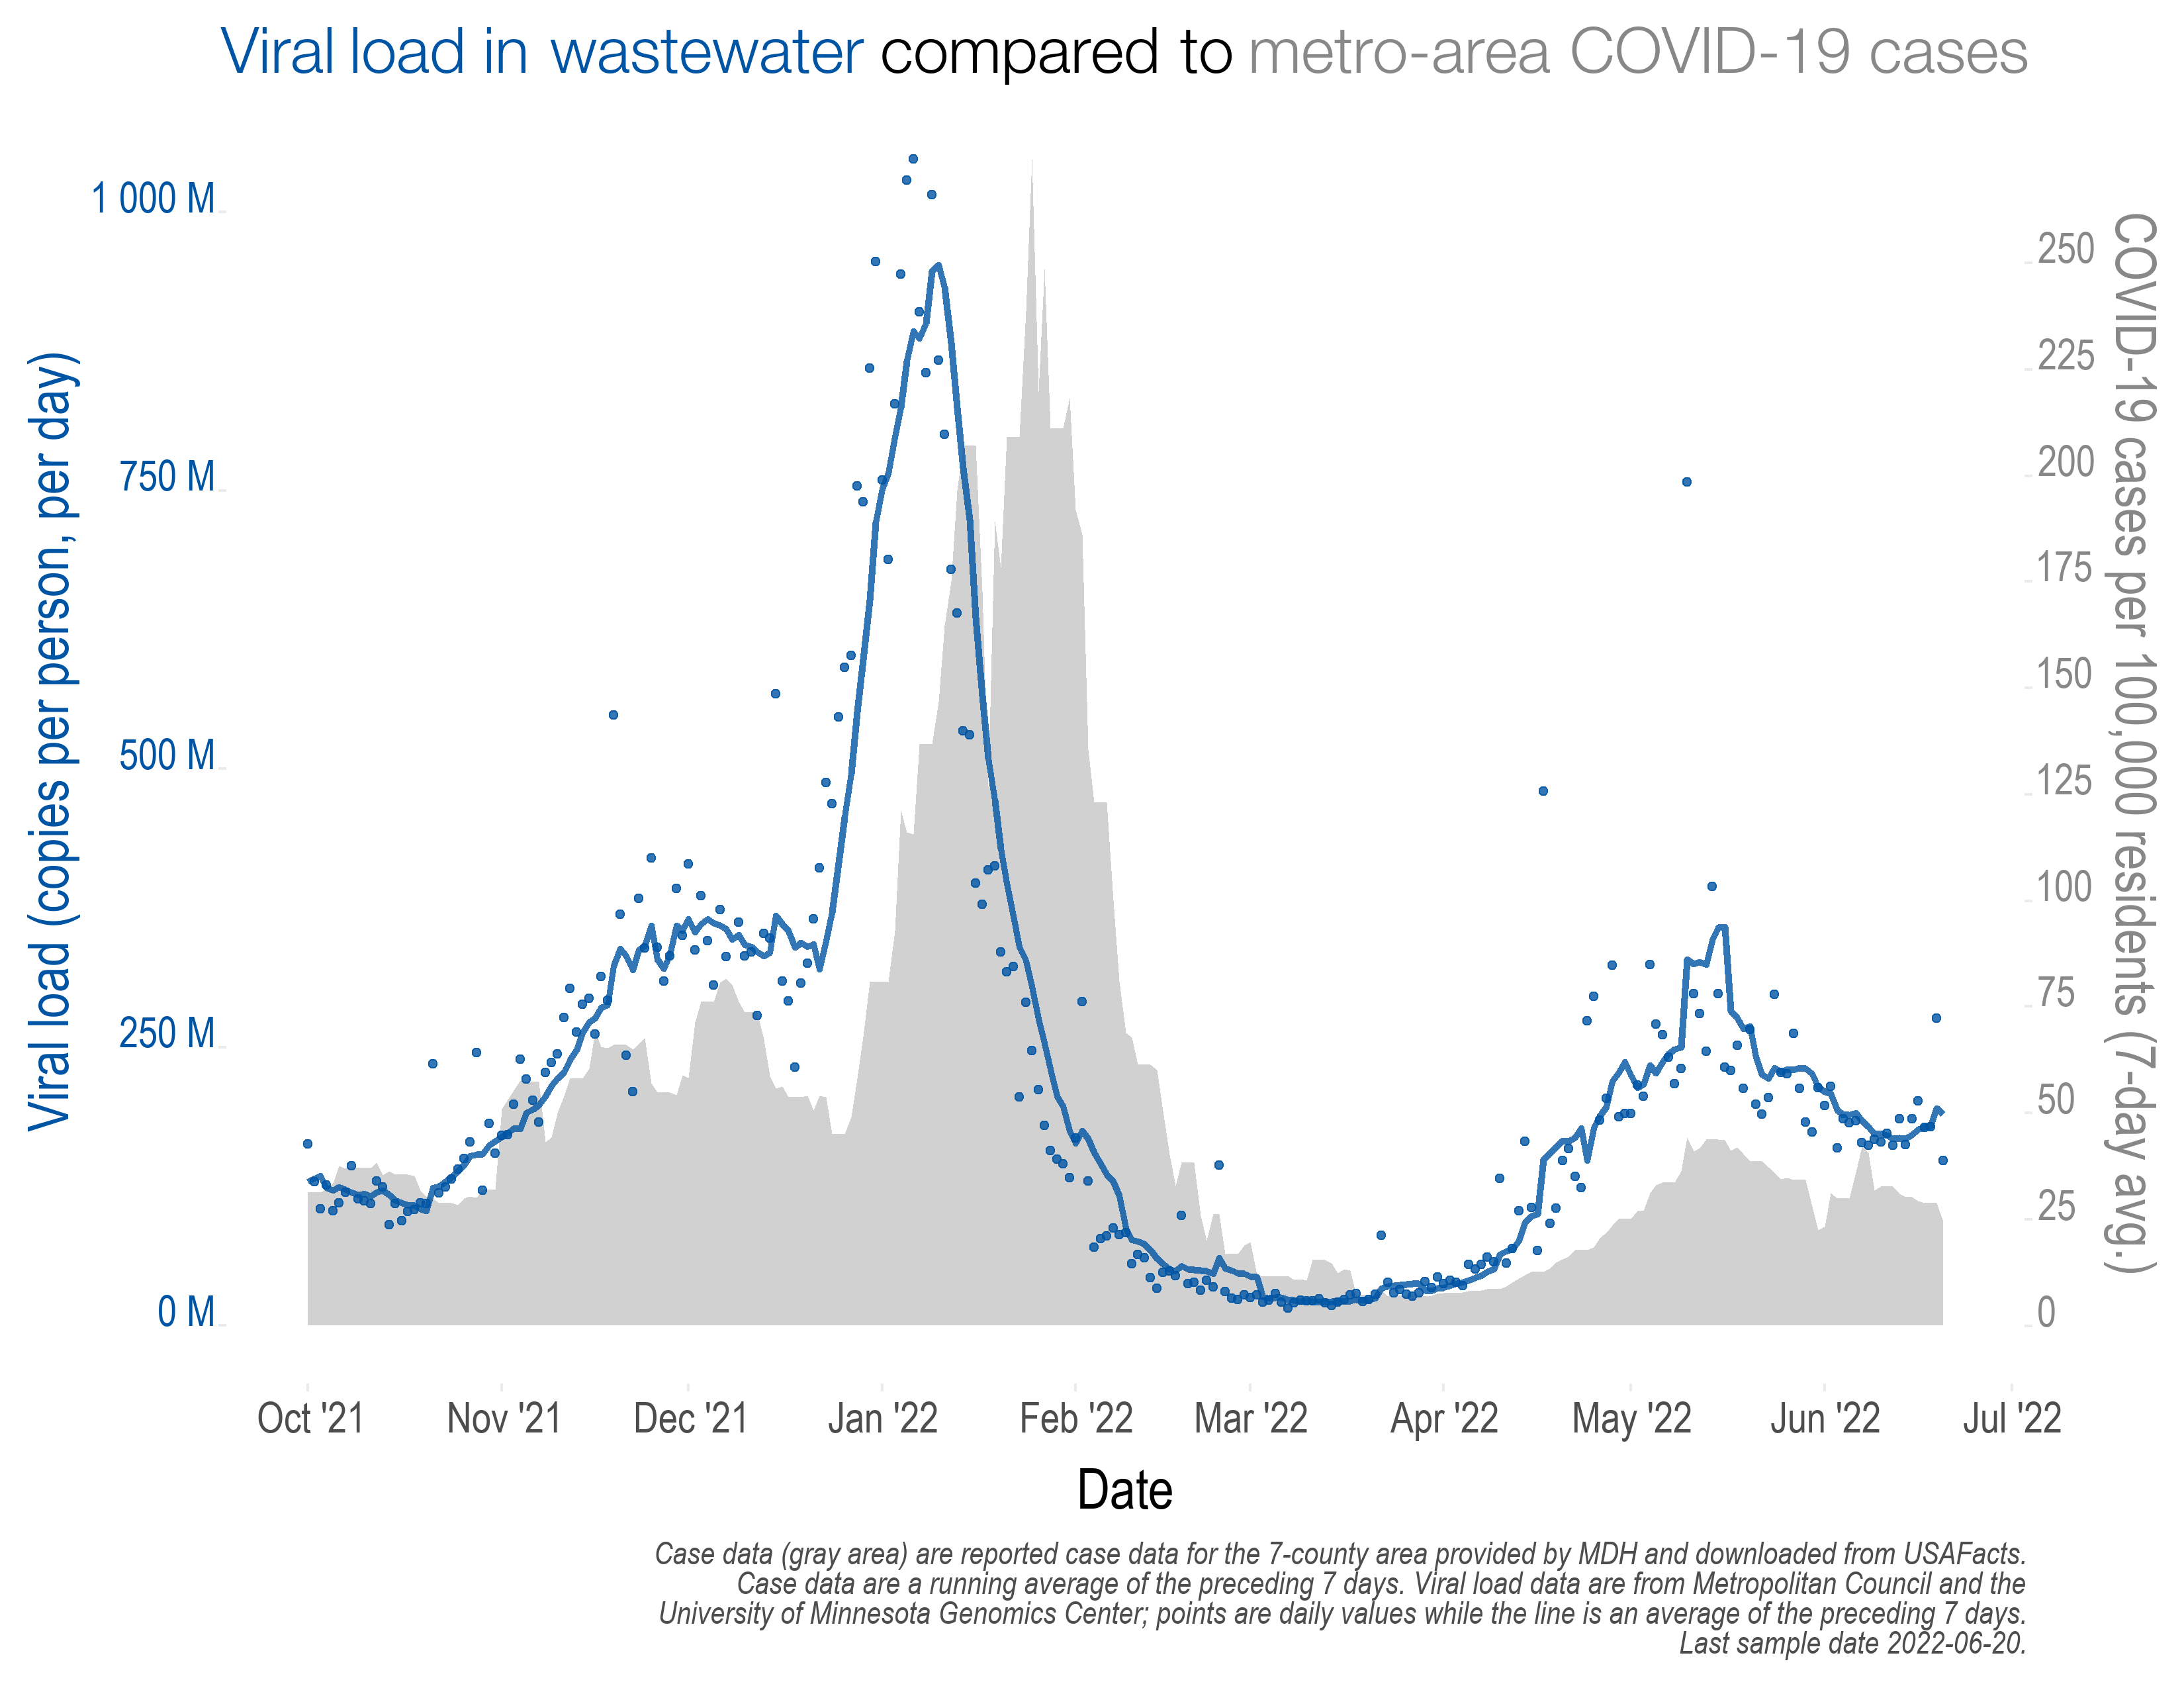 Viral load in wastewater compared to metro-area COVID-19 cases
Viral load (copies per person, per day)
1 000 M
750 M
500 M
250 M
0 M
COVID-19 cases per 100,000 residents (7-day avg.)
250
225
200
175
150
125
100
75
50
25
0
Oct '21 Nov '21 Dec '21 Jan '22 Feb '22 Mar '22 Apr '22 May '22 Jun '22 Jul '22
Date
Case data (gray area) are reported case data for the 7-county area provided by MDH and downloaded from USAFacts.
Case data are a running average of the preceding 7 days. Viral load data are from Metropolitan Council and the
University of Minnesota Genomics Center; points are daily values while the line is an average of the preceding 7 days.
Last sample date 2022-06-20.